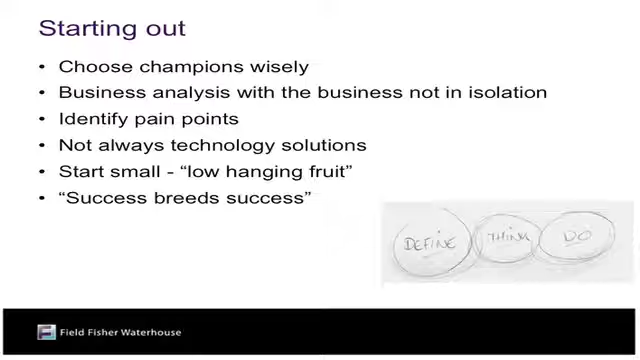 Starting out
• Choose champions wisely
• Business analysis with the business not in isolation
• Identify pain points
• Not always technology solutions
• Start small - “low hanging fruit”
• “Success breeds success”
DEFINE THINK DO
Field Fisher Waterhouse